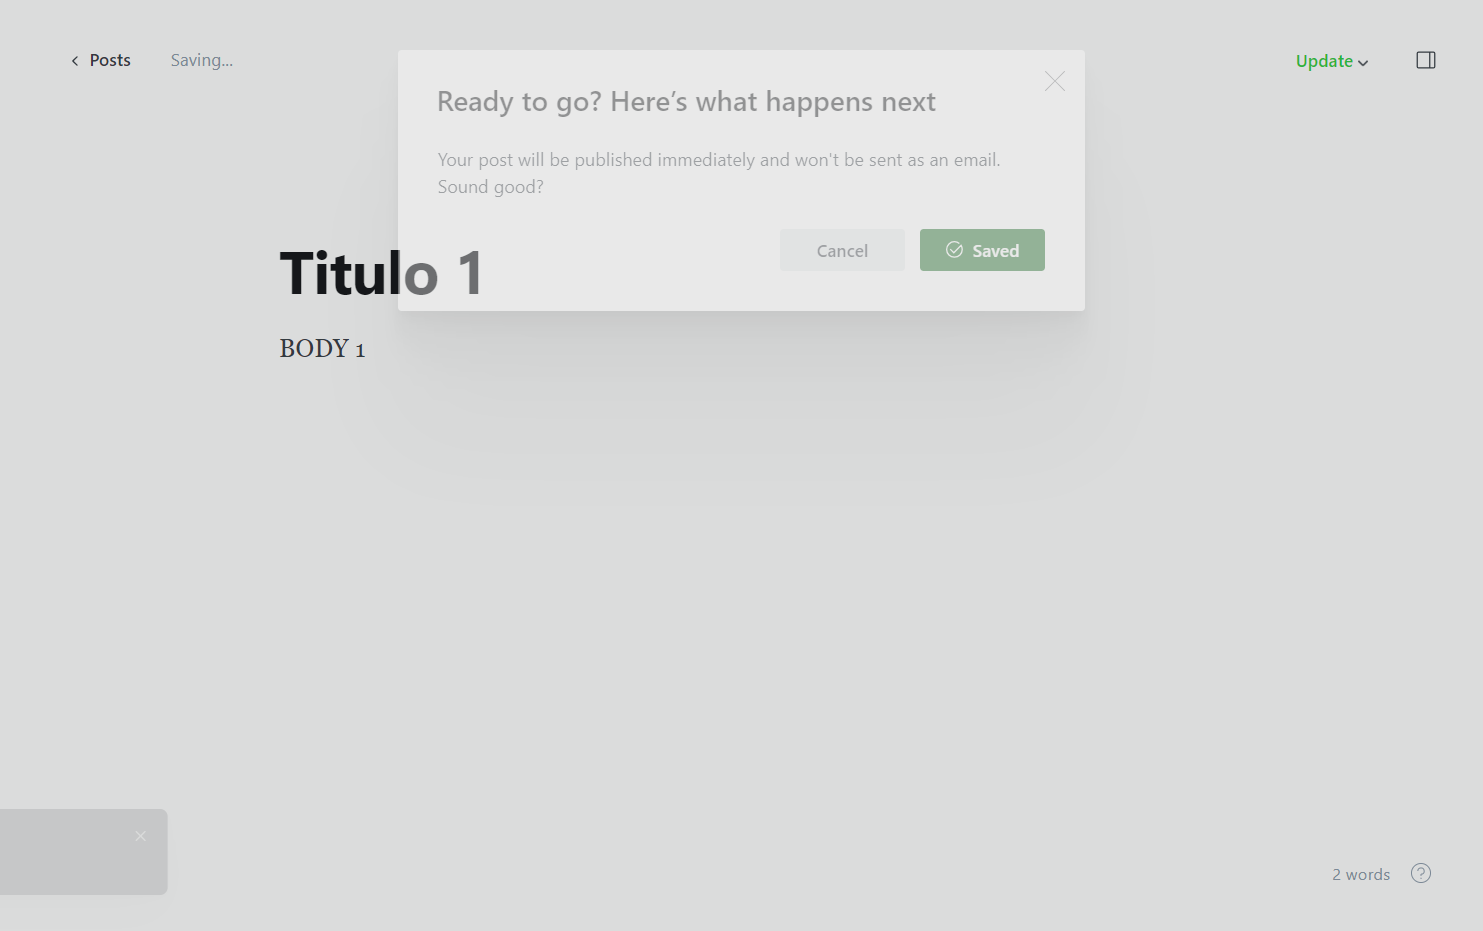 Posts
Saving...
Update
Ready to go? Here’s what happens next
Your post will be published immediately and won't be sent as an email.
Sound good?
Cancel
Saved
Titulo 1
BODY 1
2 words
?